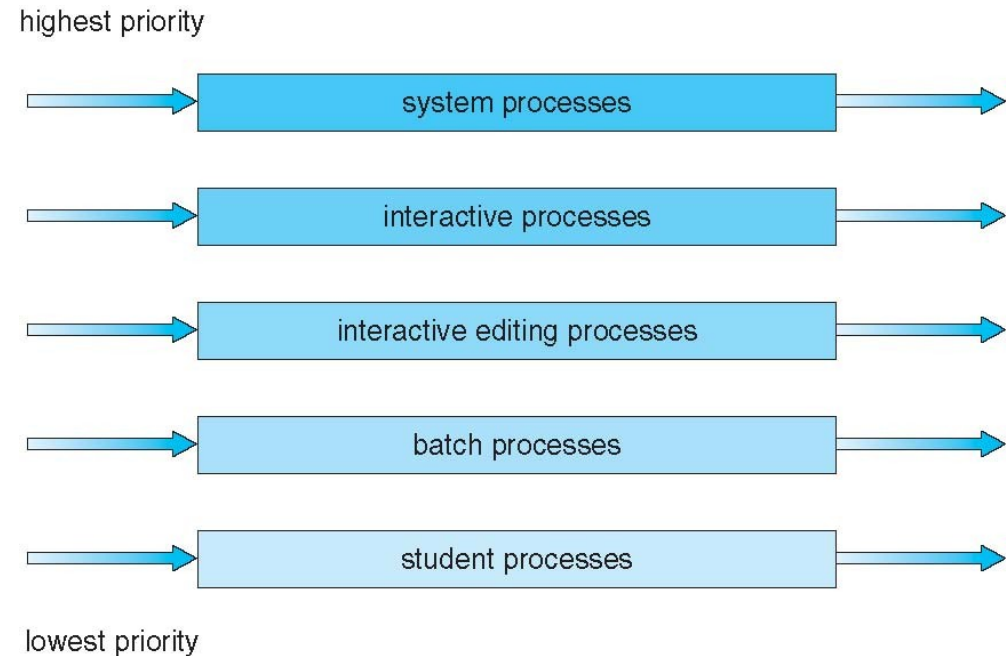 highest priority
system processes
interactive processes
interactive editing processes
batch processes
student processes
lowest priority